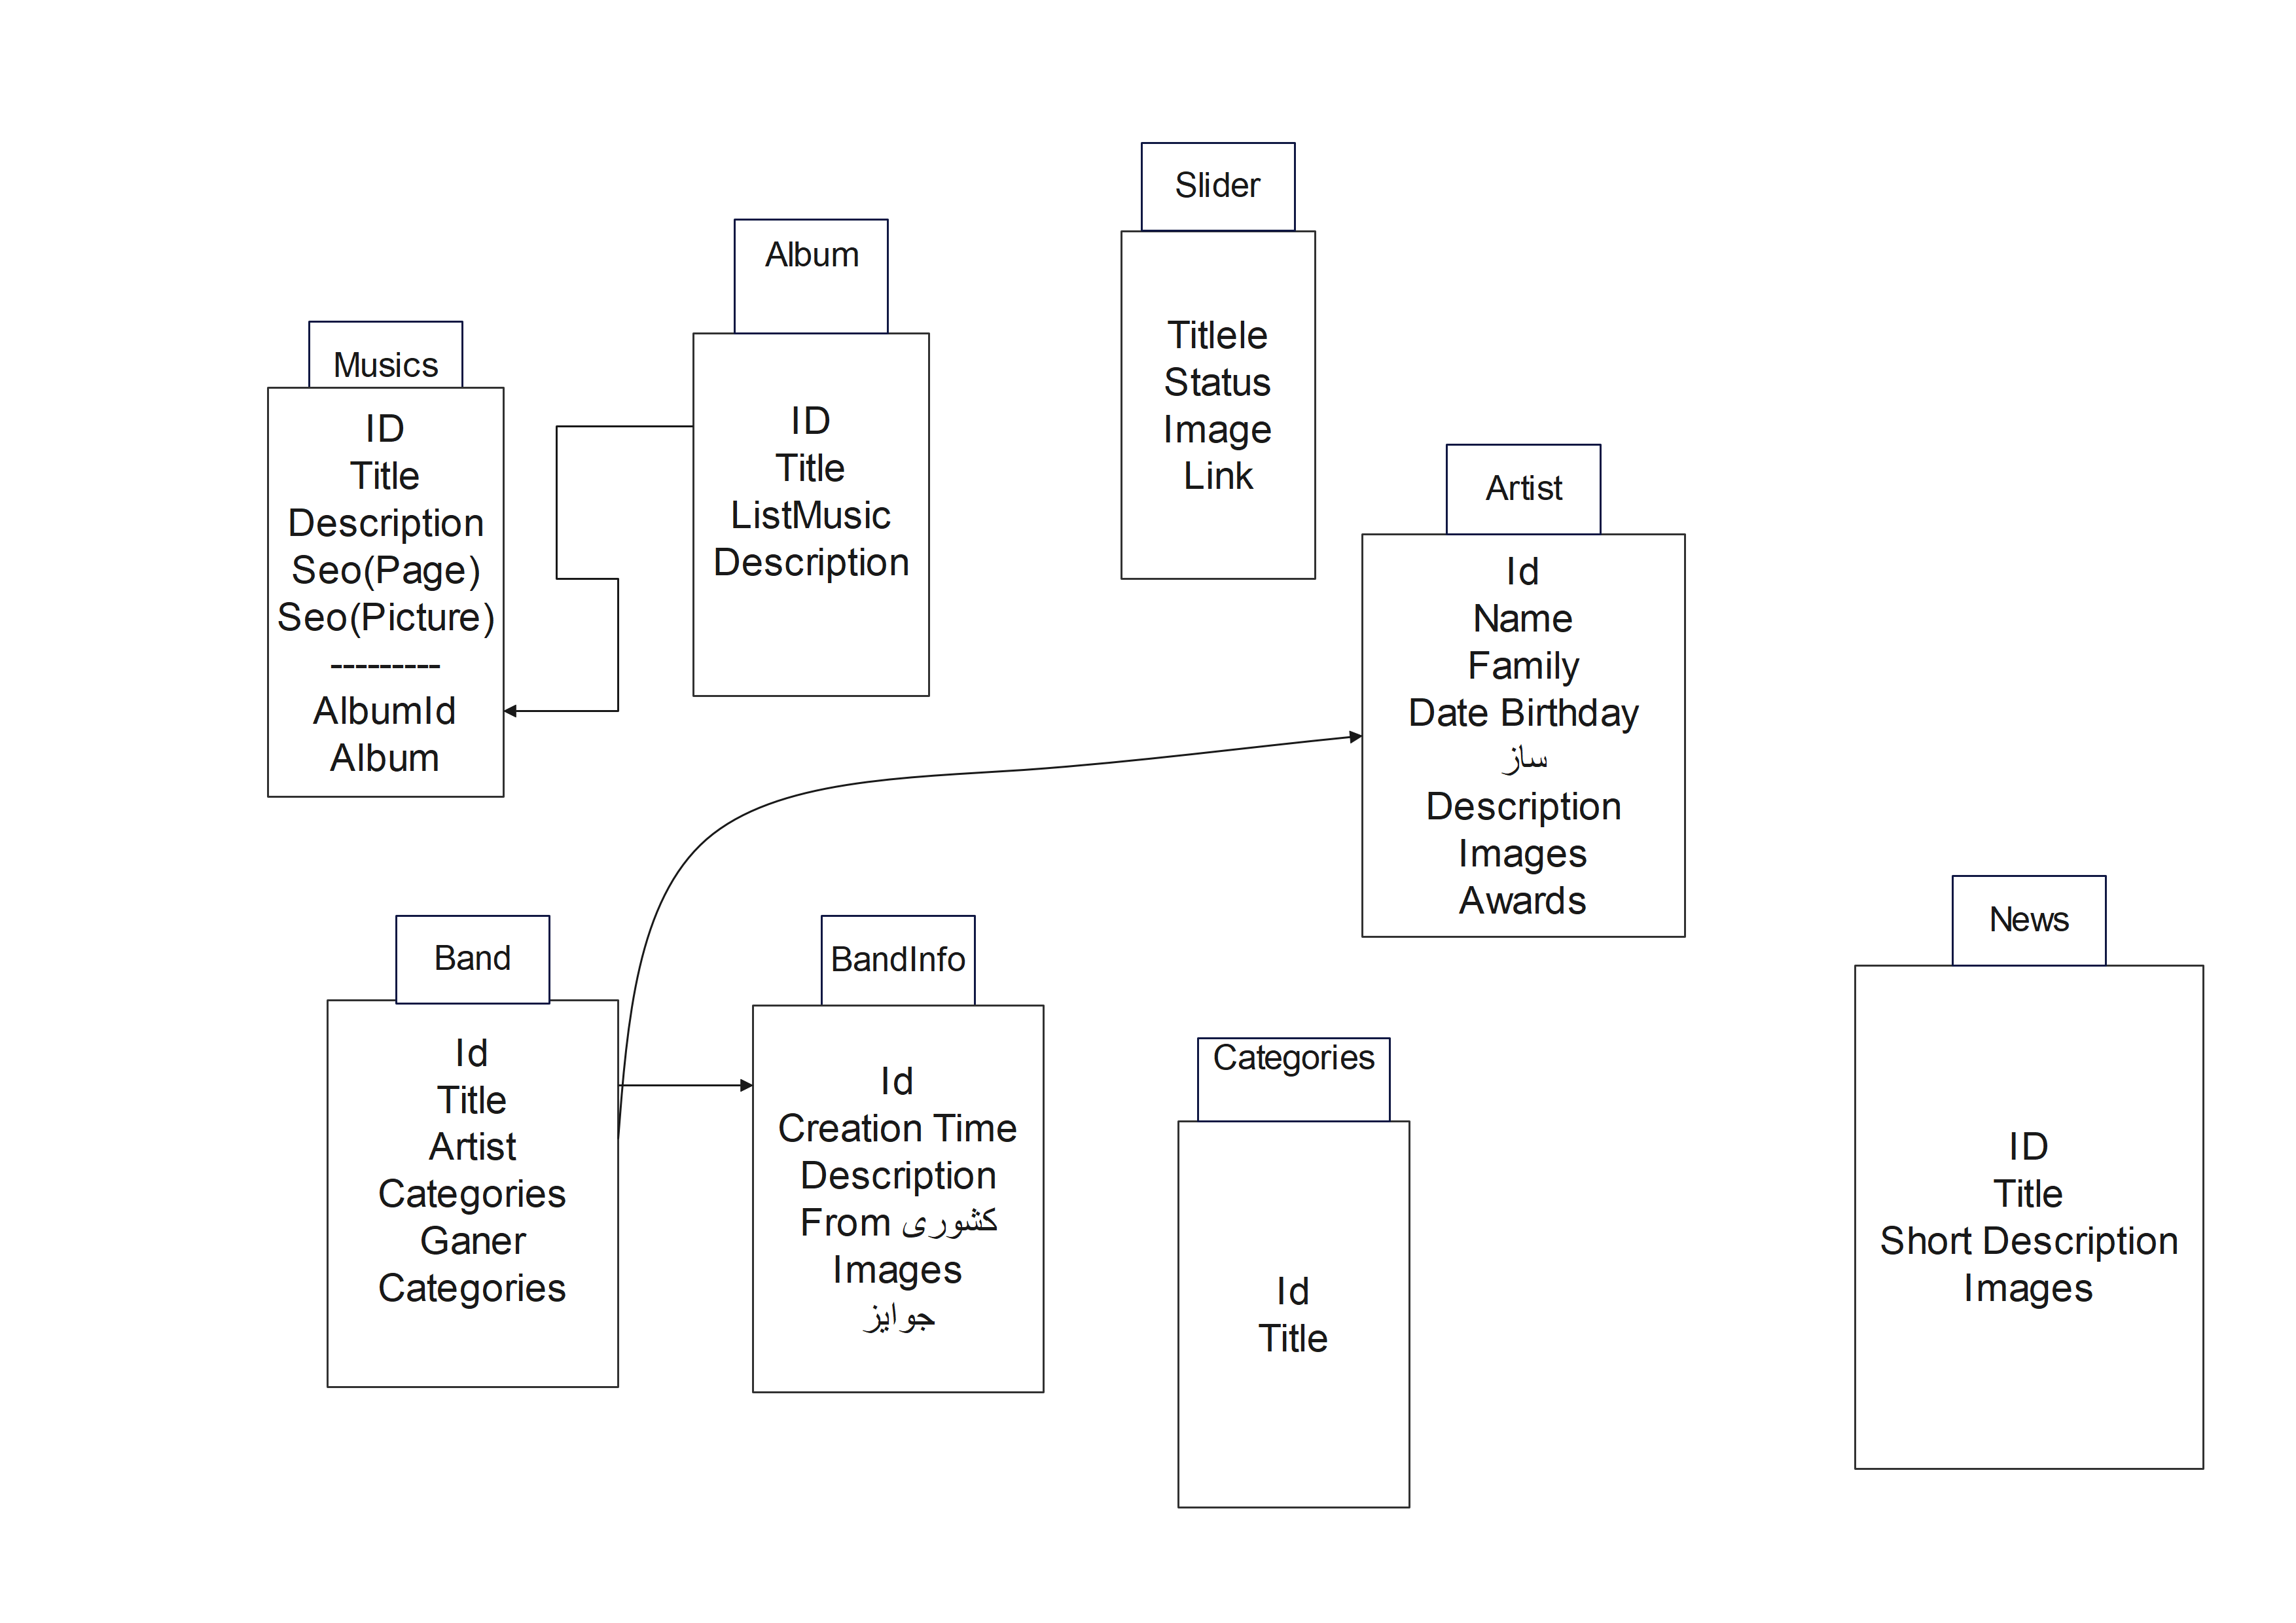 Slider
Titlele
Status
Image
Link
Album
ID
Title
ListMusic
Description
Musics
ID
Title
Description
Seo(Page)
Seo(Picture)
---------
AlbumId
Album
Artist
Id
Name
Family
Date Birthday
ساز
Description
Images
Awards
Band
Id
Title
Artist
Categories
Ganer
Categories
BandInfo
Id
Creation Time
Description
From کشوری
Images
جوایز
Categories
Id
Title
News
ID
Title
Short Description
Images